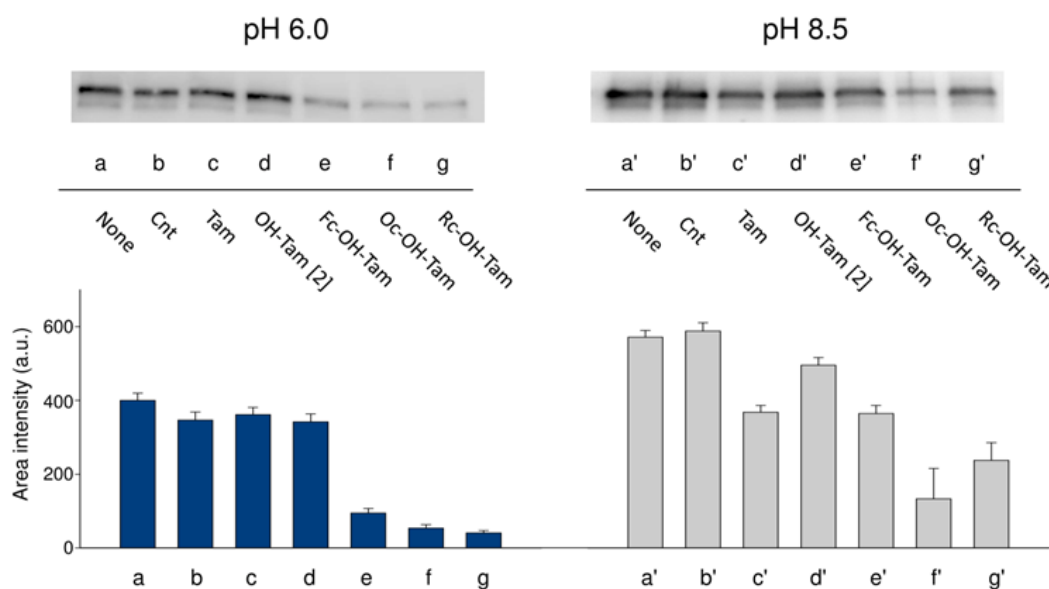 pH 6.0
pH 8.5
a b c d e f g
a' b' c' d' e' f' g'
None
Cnt
Tam
OH-Tam [2]
Fc-OH-Tam
Oc-OH-Tam
Rc-OH-Tam
None
Cnt
Tam
OH-Tam [2]
Fc-OH-Tam
Oc-OH-Tam
Rc-OH-Tam
Area intensity (a.u.)
600
400
200
0
a b c d e f g
a' b' c' d' e' f' g'